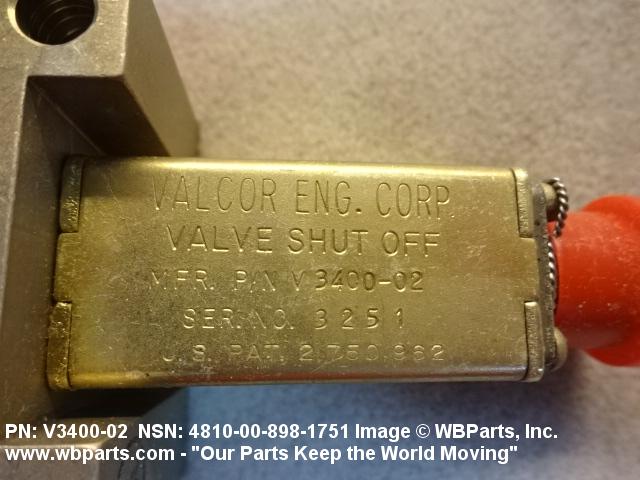 VALCOR ENG. CORP.
VALVE SHUT OFF
MFR. P/N V3400-02
SER. NO. 3251
U.S. PAT. 2,750,962
PN: V3400-02 NSN: 4810-00-898-1751 Image © WBParts, Inc.
www.wbparts.com - "Our Parts Keep the World Moving"